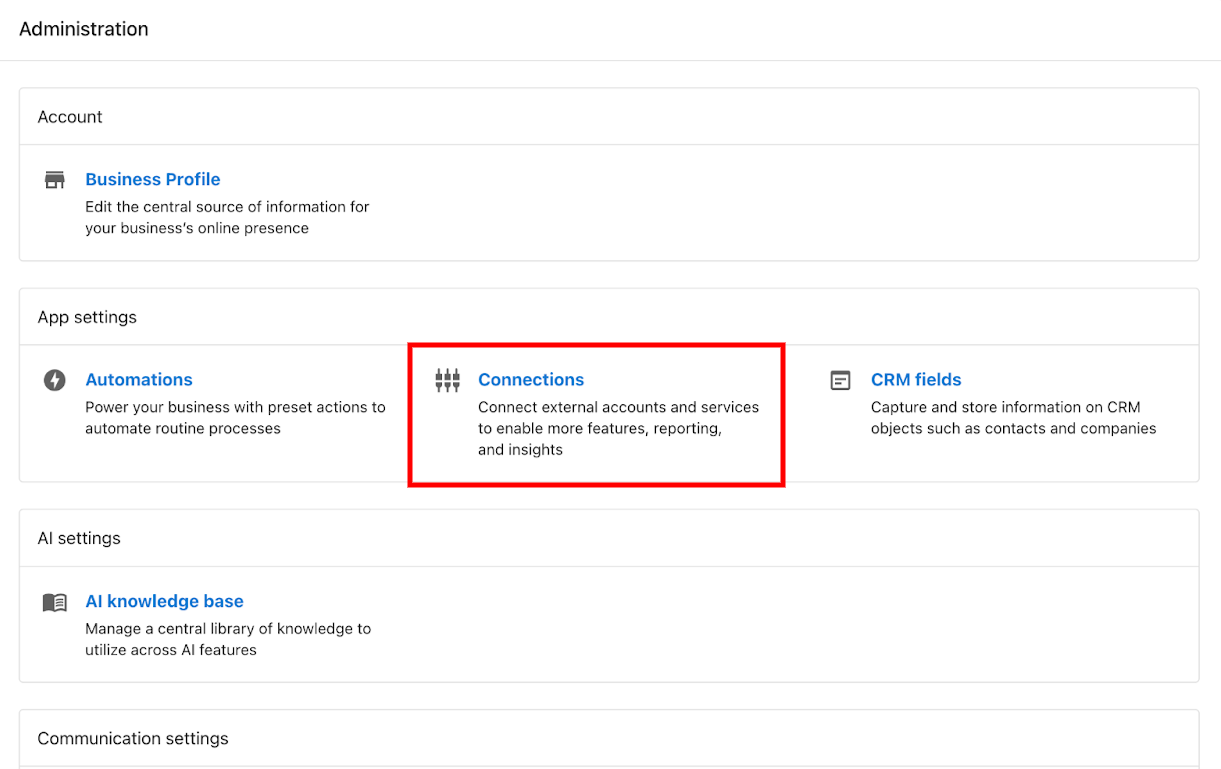 Administration
Account
Business Profile
Edit the central source of information for
your business's online presence
App settings
Automations
Power your business with preset actions to
automate routine processes
Connections
Connect external accounts and services
to enable more features, reporting,
and insights
CRM fields
Capture and store information on CRM
objects such as contacts and companies
AI settings
AI knowledge base
Manage a central library of knowledge to
utilize across AI features
Communication settings